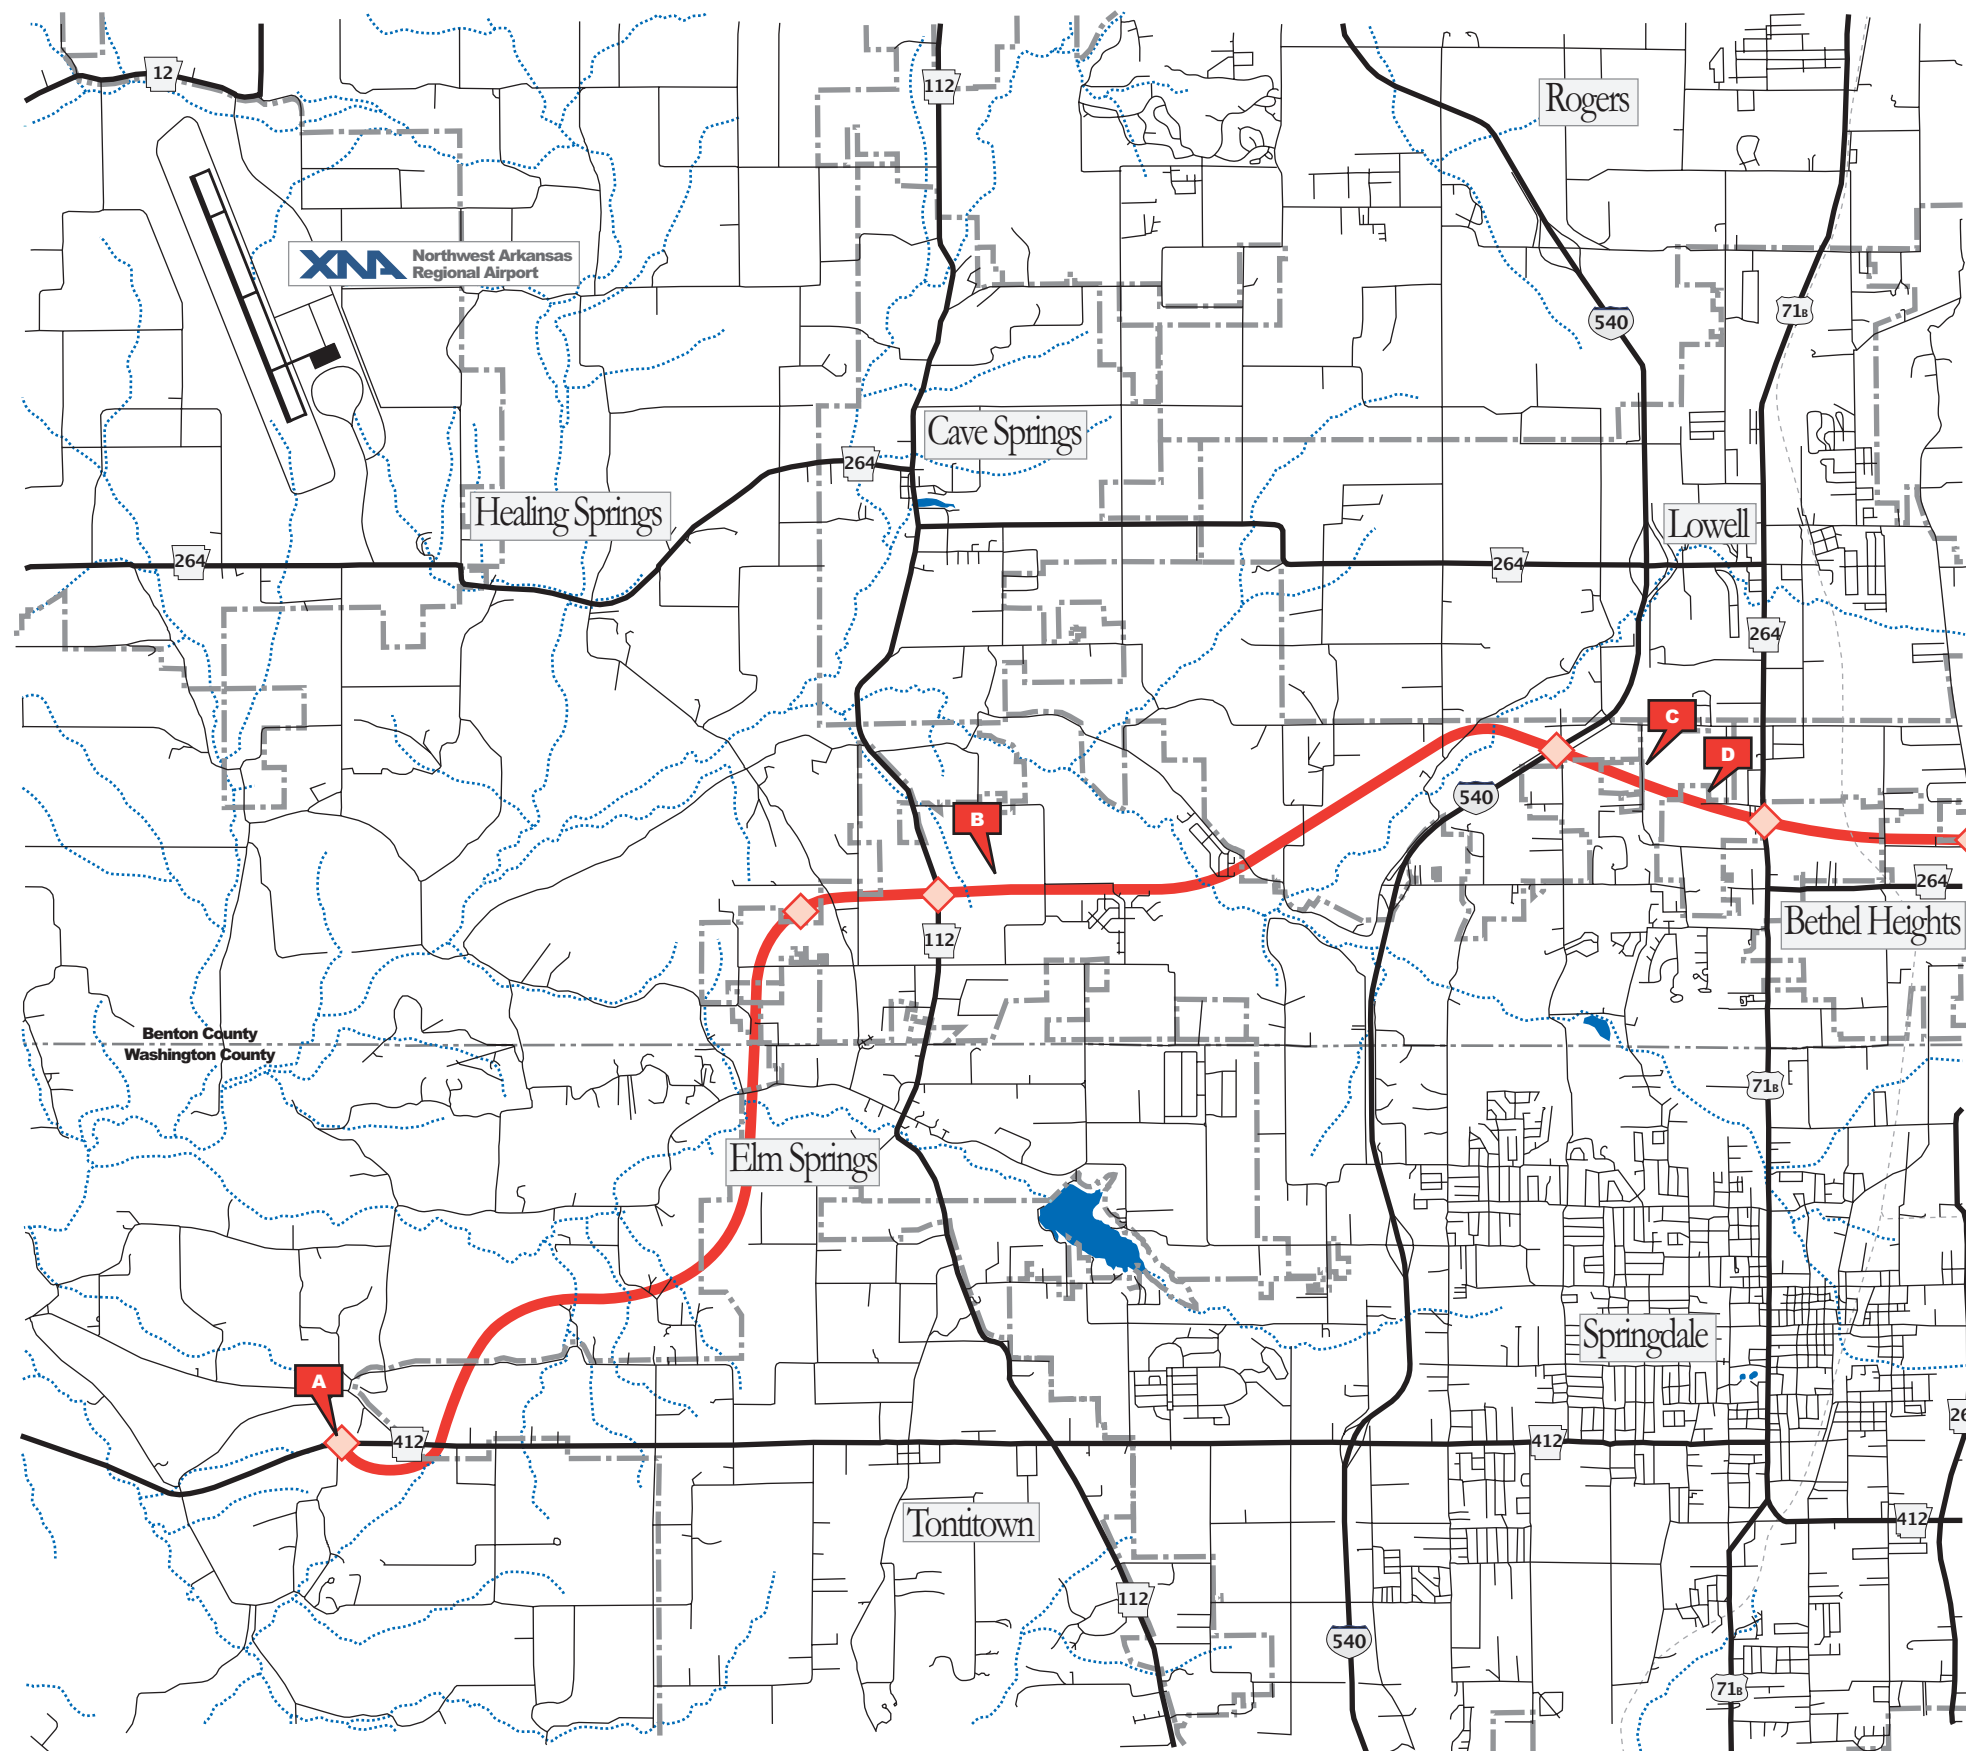 12
112
Rogers
XNA Northwest Arkansas
Regional Airport
540
71B
Cave Springs
264
Healing Springs
Lowell
264
264
264
C
D
540
B
264
Bethel Heights
112
Benton County
Washington County
71B
Elm Springs
Springdale
A
412
412
26
Tontitown
412
112
540
71B